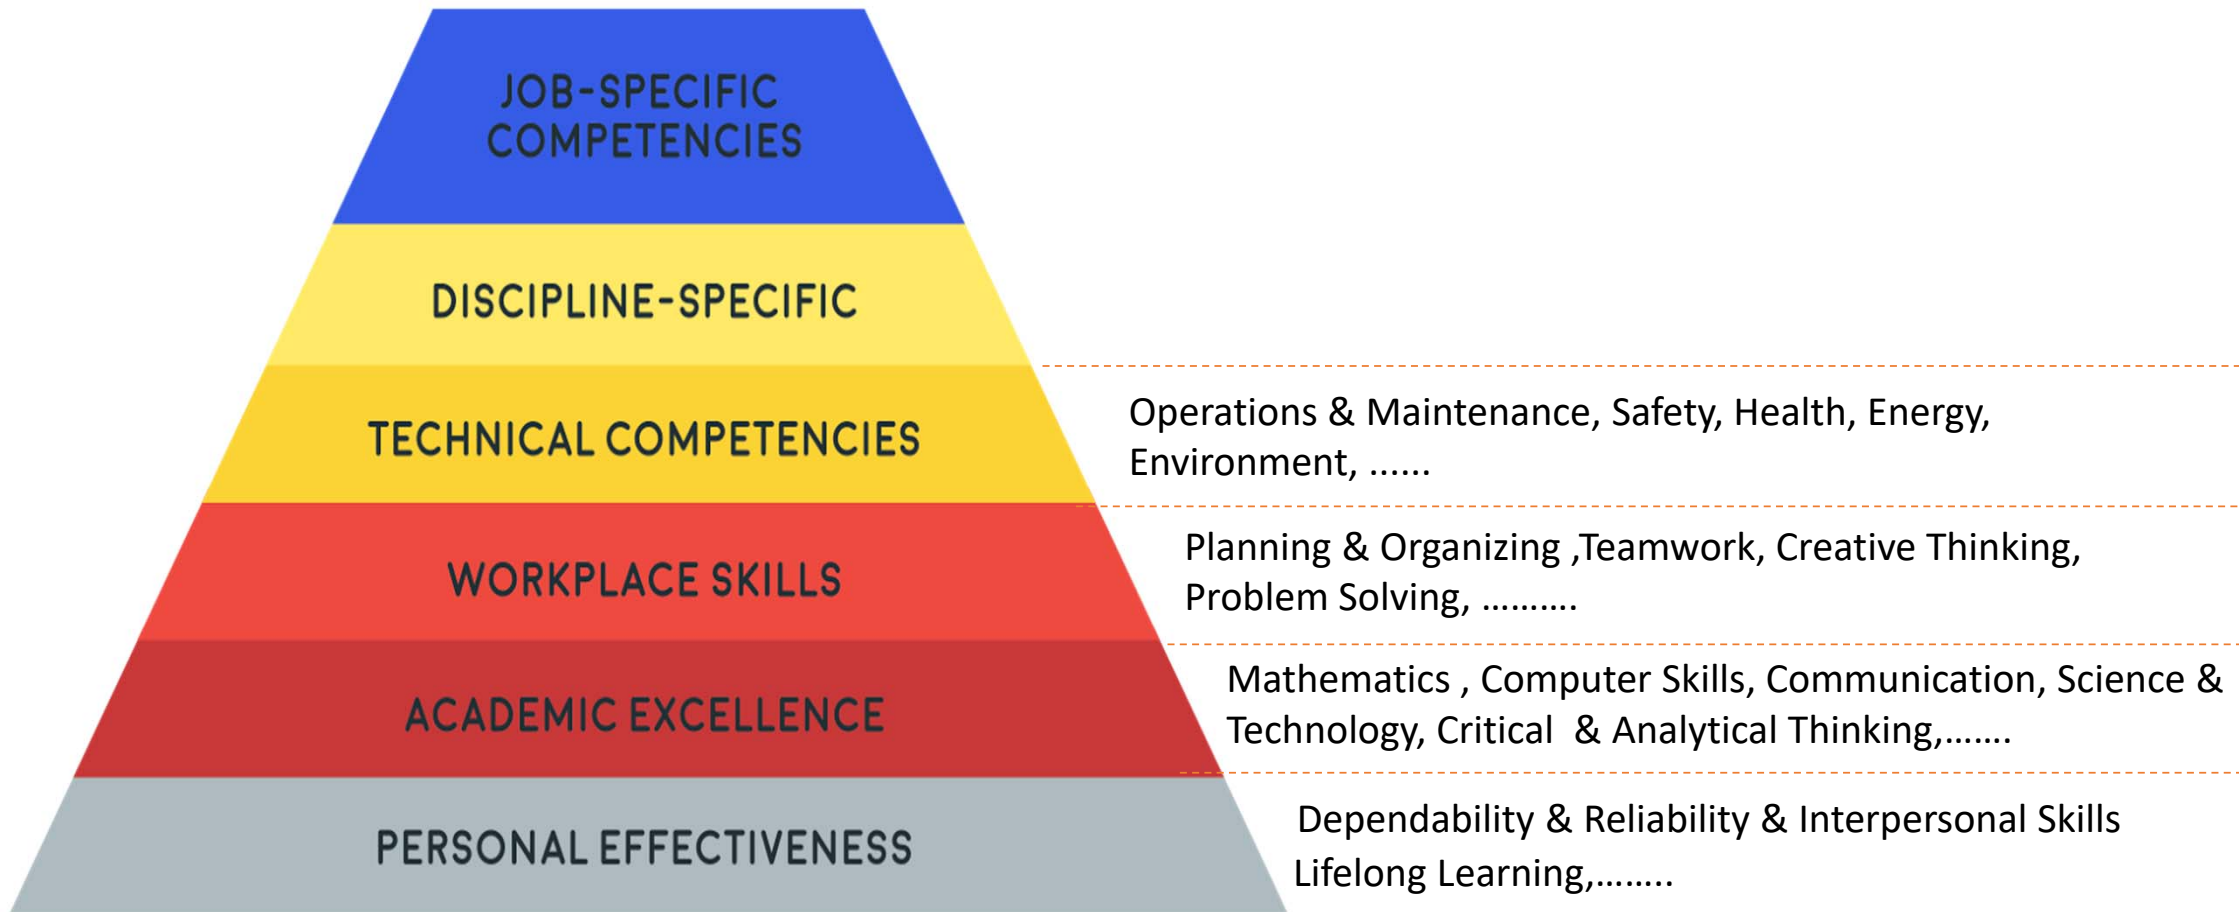 JOB-SPECIFIC
COMPETENCIES
DISCIPLINE-SPECIFIC
TECHNICAL COMPETENCIES
Operations & Maintenance, Safety, Health, Energy,
Environment, ......
WORKPLACE SKILLS
Planning & Organizing ,Teamwork, Creative Thinking,
Problem Solving, ……….
ACADEMIC EXCELLENCE
Mathematics , Computer Skills, Communication, Science &
Technology, Critical  & Analytical Thinking,…….
PERSONAL EFFECTIVENESS
Dependability & Reliability & Interpersonal Skills
Lifelong Learning,……..